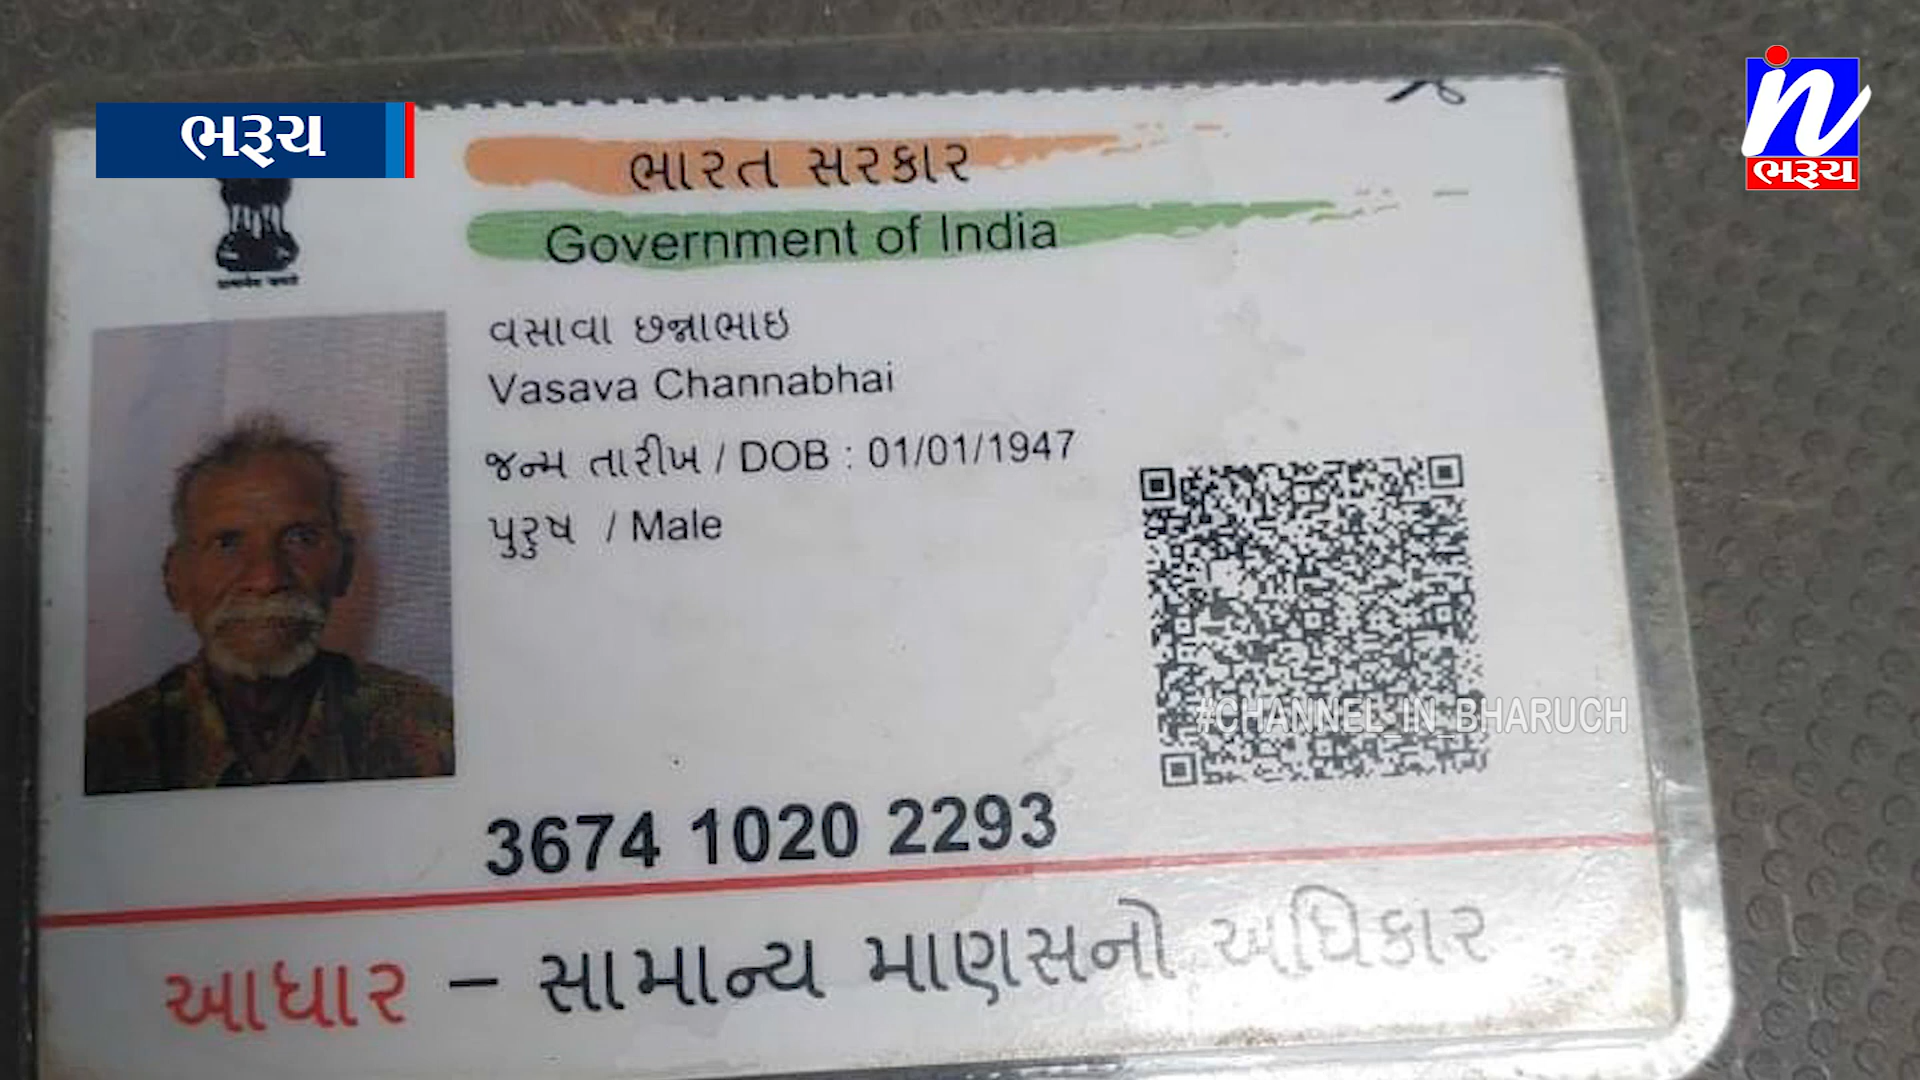 ભરૂચ
in
ભરૂચ
ભારત સરકાર
Government of India
વસાવા છન્નાભાઇ
Vasava Channabhai
જન્મ તારીખ / DOB : 01/01/1947
પુરુષ / Male
#CHANNEL_IN_BHARUCH
3674 1020 2293
આધાર – સામાન્ય માણસનો અધિકાર